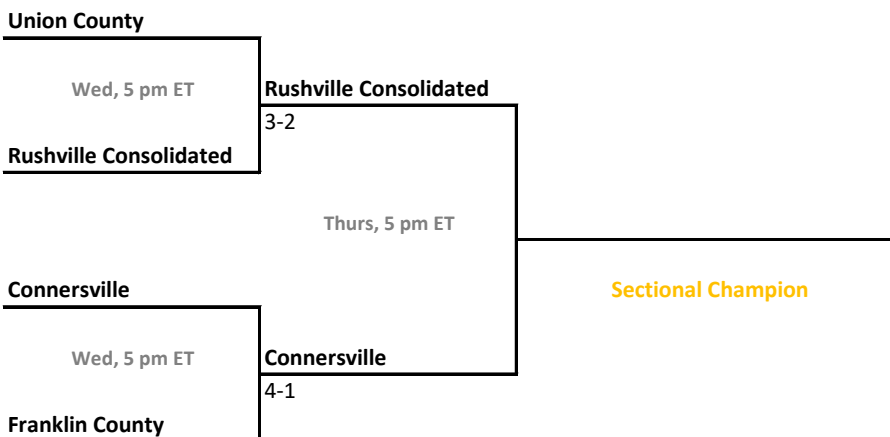 Union County
Wed, 5 pm ET
Rushville Consolidated
3-2
Rushville Consolidated
Thurs, 5 pm ET
Connersville
Sectional Champion
Wed, 5 pm ET
Connersville
4-1
Franklin County